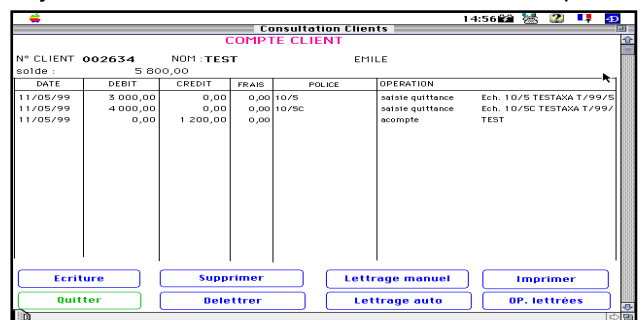 14:56
Consultation Clients
COMPTE CLIENT
N° CLIENT 002634 NOM : TEST EMILE
solde : 5 800,00
DATE DEBIT CREDIT FRAIS POLICE OPERATION
11/05/99 3 000,00 0,00 0,00 10/5 saisie quittance Ech. 10/5 TESTAXA T/99/5
11/05/99 4 000,00 0,00 0,00 10/5C saisie quittance Ech. 10/5C TESTAXA T/99/
11/05/99 0,00 1 200,00 0,00 acompte TEST
Ecriture Supprimer Lettrage manuel Imprimer
Quitter Delettrer Lettrage auto OP. lettrées